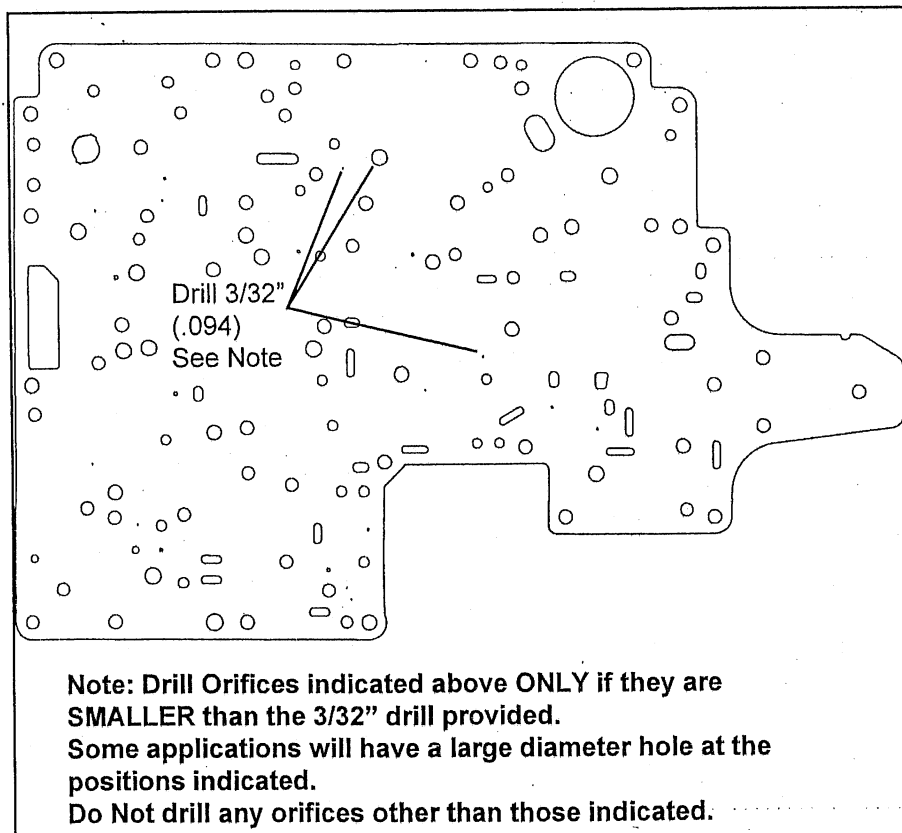 Drill 3/32"
(.094)
See Note
Note: Drill Orifices indicated above ONLY if they are
SMALLER than the 3/32" drill provided.
Some applications will have a large diameter hole at the
positions indicated.
Do Not drill any orifices other than those indicated.